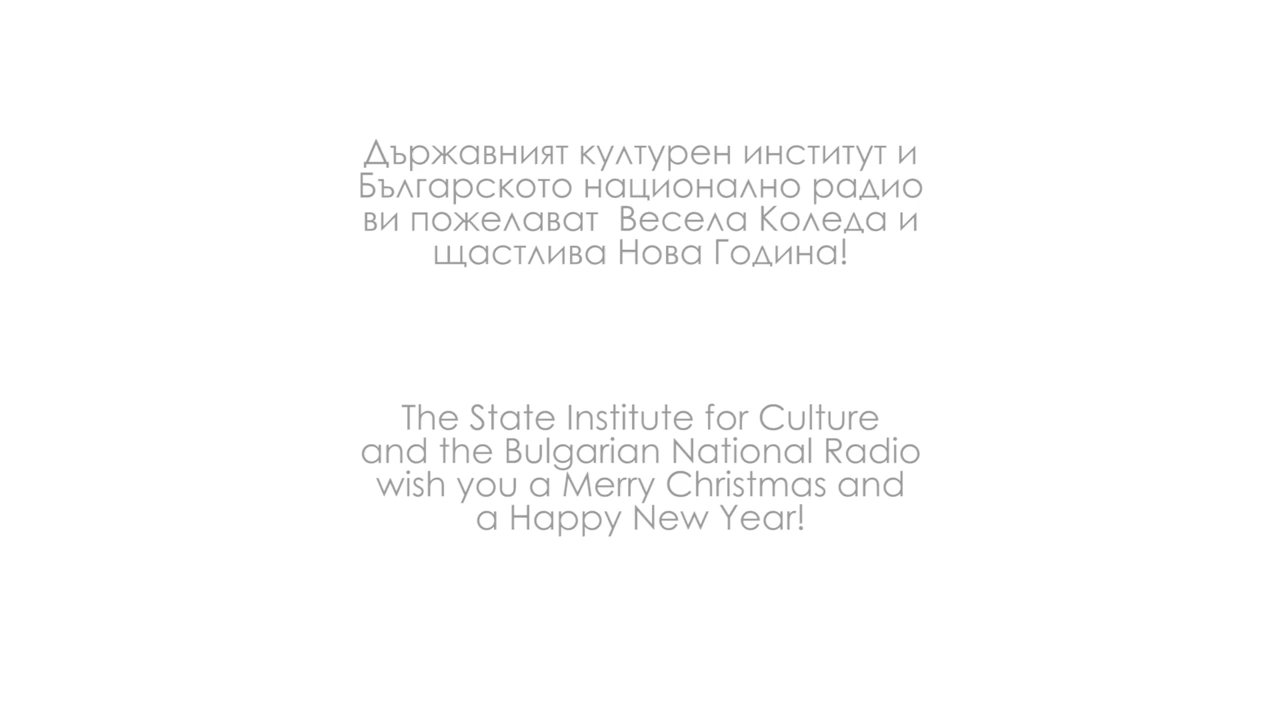 Държавният културен институт и
Българското национално радио
ви пожелават  Весела Коледа и
щастлива Нова Година!
The State Institute for Culture
and the Bulgarian National Radio
wish you a Merry Christmas and
a Happy New Year!